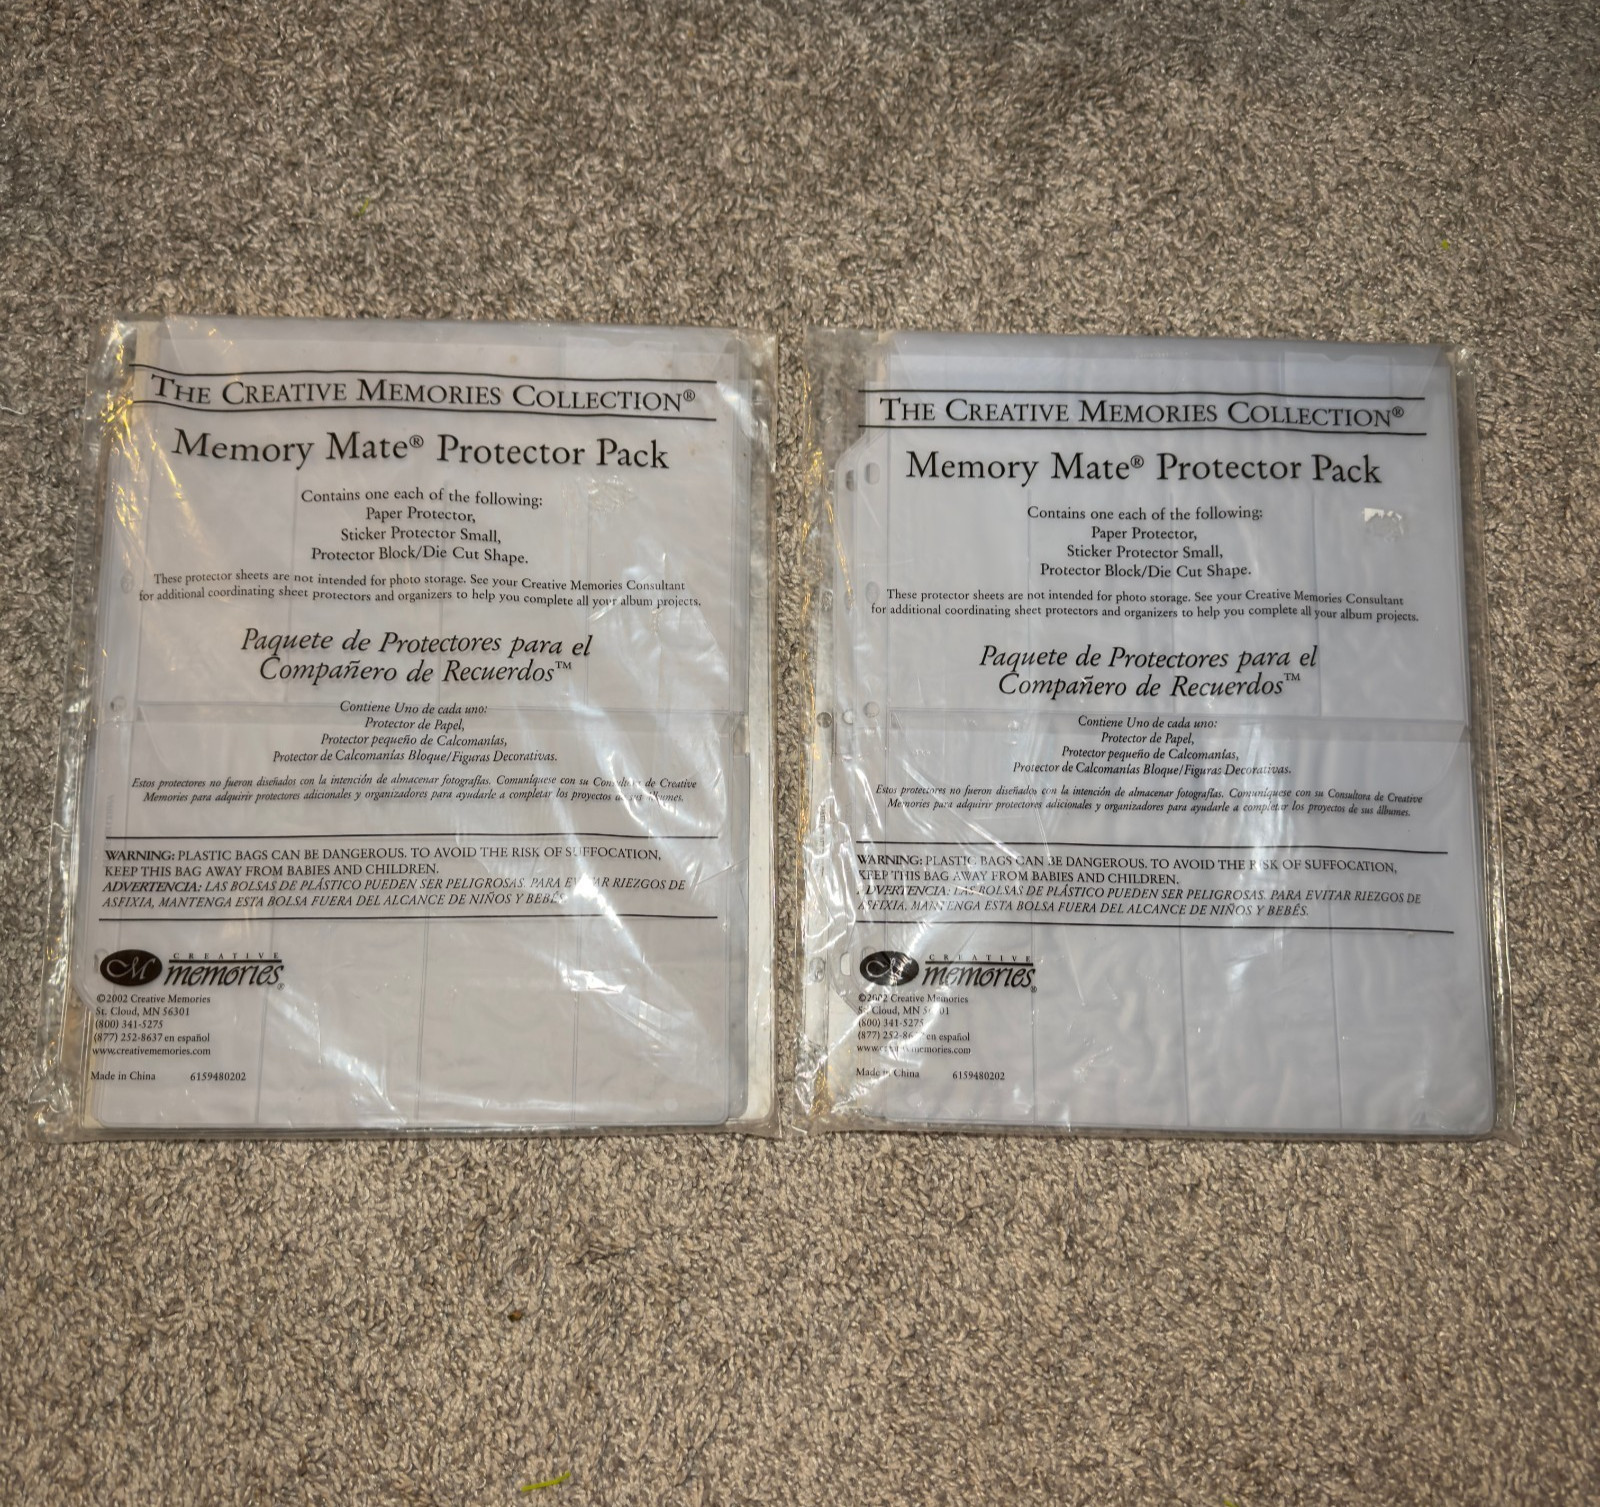 THE CREATIVE MEMORIES COLLECTION®
Memory Mate® Protector Pack
Contains one each of the following:
Paper Protector,
Sticker Protector Small,
Protector Block/Die Cut Shape.
These protector sheets are not intended for photo storage. See your Creative Memories Consultant
for additional coordinating sheet protectors and organizers to help you complete all your album projects.
Paquete de Protectores para el
Compañero de Recuerdos™
Contiene Uno de cada uno:
Protector de Papel,
Protector pequeño de Calcomanías,
Protector de Calcomanías Bloque/Figuras Decorativas.
Estos protectores no fueron diseñados con la intención de almacenar fotografías. Comuníquese con su Consultora de Creative
Memories para adquirir protectores adicionales y organizadores para ayudarle a completar los proyectos de sus álbumes.
WARNING: PLASTIC BAGS CAN BE DANGEROUS. TO AVOID THE RISK OF SUFFOCATION,
KEEP THIS BAG AWAY FROM BABIES AND CHILDREN.
ADVERTENCIA: LAS BOLSAS DE PLÁSTICO PUEDEN SER PELIGROSAS. PARA EVITAR RIEZGOS DE
ASFIXIA, MANTENGA ESTA BOLSA FUERA DEL ALCANCE DE NIÑOS Y BEBÉS
CM CREATIVE
memories®
©2002 Creative Memories
St. Cloud, MN 56301
(800) 341-5275
(877) 252-8637 en español
www.creativememories.com
Made in China 6159480202
THE CREATIVE MEMORIES COLLECTION®
Memory Mate® Protector Pack
Contains one each of the following:
Paper Protector,
Sticker Protector Small,
Protector Block/Die Cut Shape.
These protector sheets are not intended for photo storage. See your Creative Memories Consultant
for additional coordinating sheet protectors and organizers to help you complete all your album projects.
Paquete de Protectores para el
Compañero de Recuerdos™
Contiene Uno de cada uno:
Protector de Papel,
Protector pequeño de Calcomanías,
Protector de Calcomanías Bloque/Figuras Decorativas.
Estos protectores no fueron diseñados con la intención de almacenar fotografías. Comuníquese con su Consultora de Creative
Memories para adquirir protectores adicionales y organizadores para ayudarle a completar los proyectos de sus álbumes.
WARNING: PLASTIC BAGS CAN BE DANGEROUS. TO AVOID THE RISK OF SUFFOCATION,
KEEP THIS BAG AWAY FROM BABIES AND CHILDREN.
ADVERTENCIA: LAS BOLSAS DE PLÁSTICO PUEDEN SER PELIGROSAS. PARA EVITAR RIEZGOS DE
ASFIXIA, MANTENGA ESTA BOLSA FUERA DEL ALCANCE DE NIÑOS Y BEBÉS.
CM CREATIVE
memories®
©2002 Creative Memories
St. Cloud, MN 56301
(800) 341-5275
(877) 252-8637 en español
www.creativememories.com
Made in China 6159480202